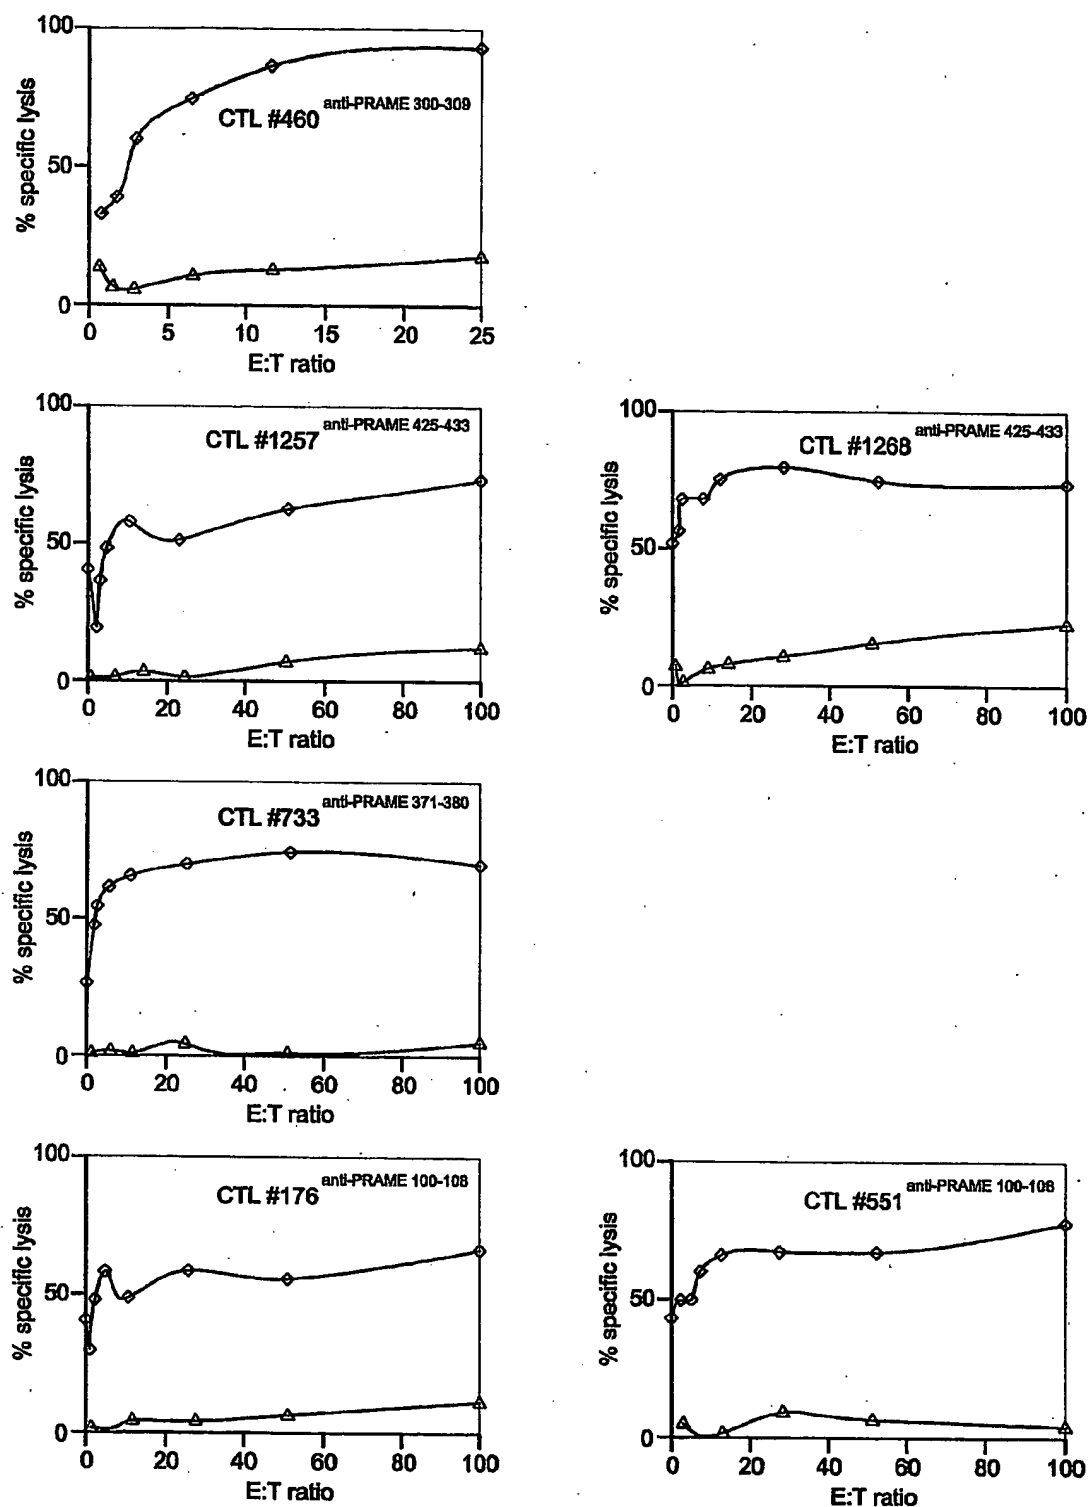 100
50
0
% specific lysis
CTL #460 anti-PRAME 300-309
0 5 10 15 20 25
E:T ratio
100
50
0
% specific lysis
CTL #1257 anti-PRAME 425-433
0 20 40 60 80 100
E:T ratio
100
50
0
% specific lysis
CTL #1268 anti-PRAME 425-433
0 20 40 60 80 100
E:T ratio
100
50
0
% specific lysis
CTL #733 anti-PRAME 371-380
0 20 40 60 80 100
E:T ratio
100
50
0
% specific lysis
CTL #176 anti-PRAME 100-108
0 20 40 60 80 100
E:T ratio
100
50
0
% specific lysis
CTL #551 anti-PRAME 100-108
0 20 40 60 80 100
E:T ratio